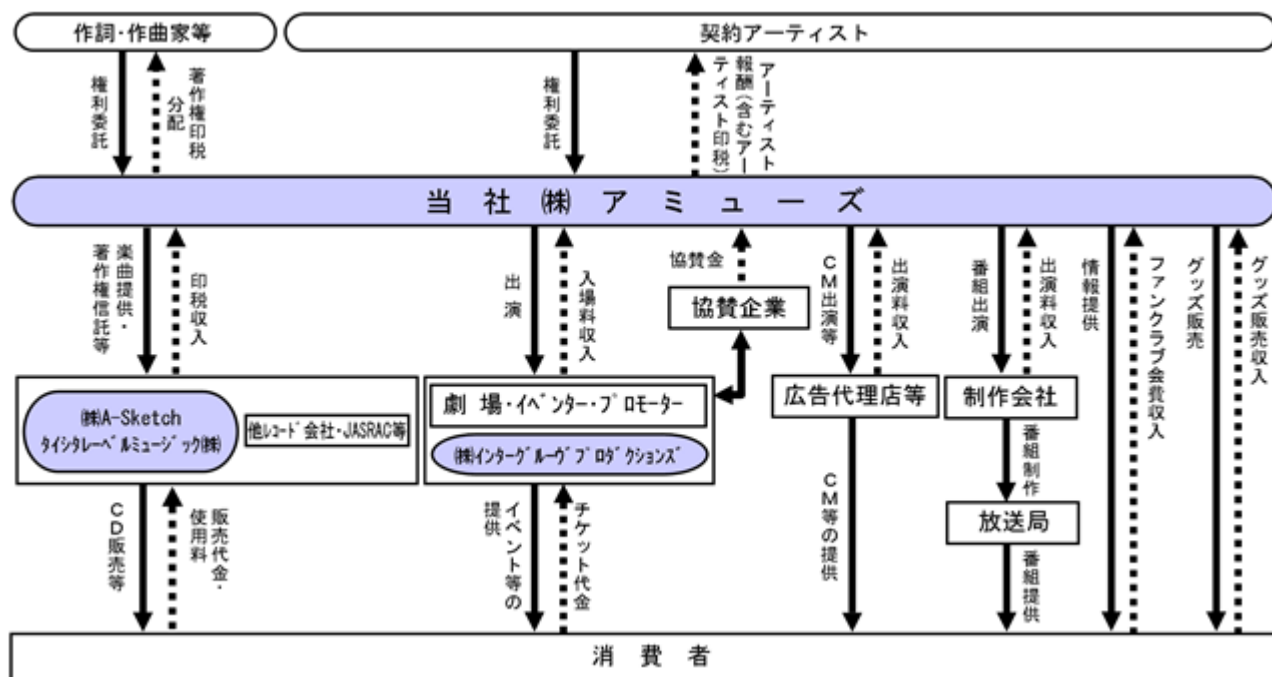 作詞・作曲家等
契約アーティスト
権利委託
著作権印税
分配
権利委託
アーティスト
報酬（含むアー
ティスト印税）
当社㈱アミューズ
楽曲提供・
著作権信託等
印税収入
出演
入場料収入
協賛金
協賛企業
CM出演等
出演料収入
番組出演
出演料収入
情報提供
ファンクラブ会費収入
グッズ販売
グッズ販売収入
㈱A-Sketch
タイシタレーベルミュージック㈱
他レコード会社・JASRAC等
劇場・イベンター・プロモーター
㈱インターグルーヴプロダクションズ
広告代理店等
制作会社
番組制作
放送局
CD販売等
販売代金・
使用料
イベント等の
提供
チケット代金
CM等の提供
番組提供
消費者